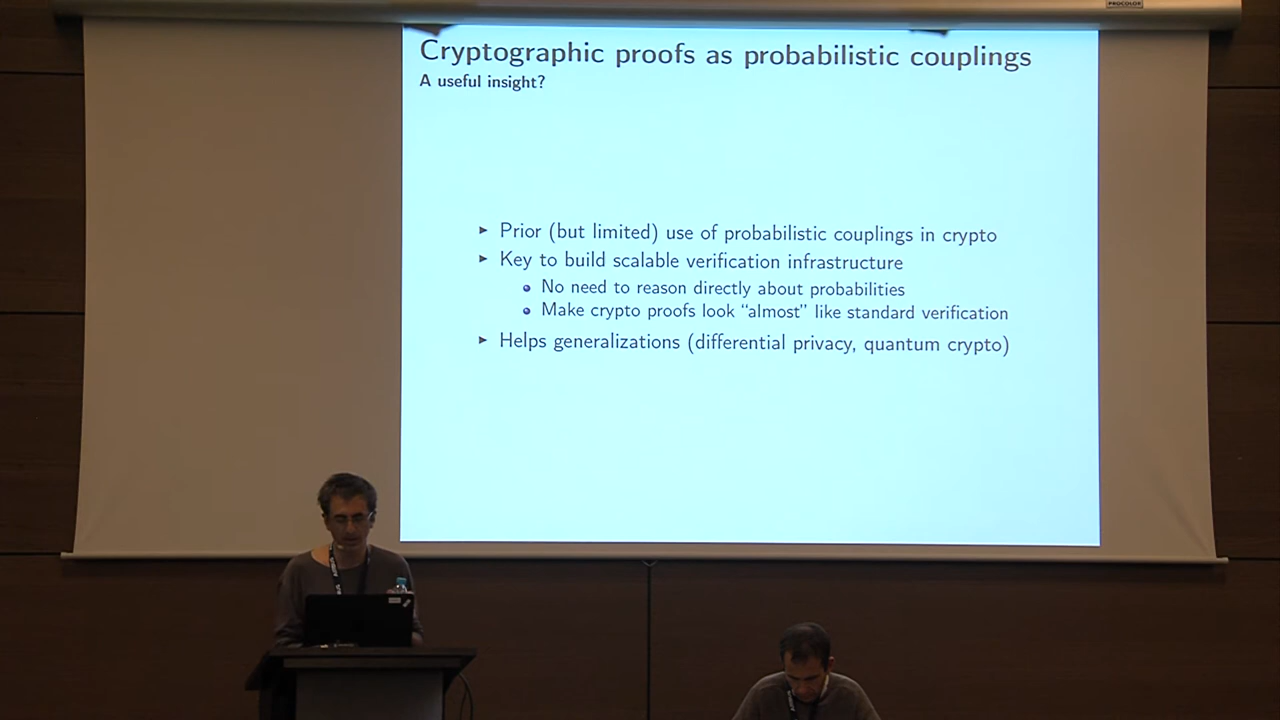 PROCOLOR
Cryptographic proofs as probabilistic couplings
A useful insight?
Prior (but limited) use of probabilistic couplings in crypto
Key to build scalable verification infrastructure
No need to reason directly about probabilities
Make crypto proofs look “almost” like standard verification
Helps generalizations (differential privacy, quantum crypto)